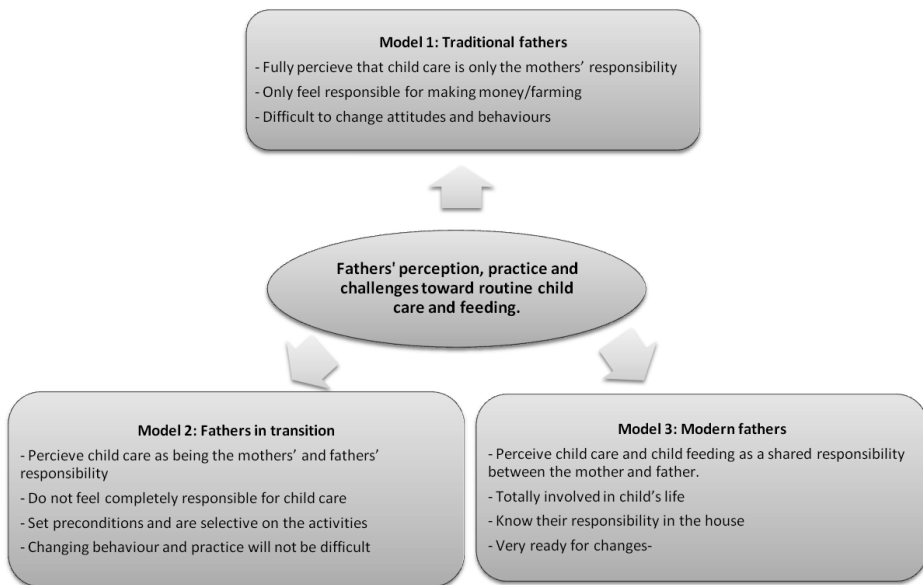 Model 1: Traditional fathers
- Fully percieve that child care is only the mothers' responsibility
- Only feel responsible for making money/farming
- Difficult to change attitudes and behaviours
Fathers' perception, practice and
challenges toward routine child
care and feeding.
Model 2: Fathers in transition
- Percieve child care as being the mothers' and fathers'
responsibility
- Do not feel completely responsible for child care
- Set preconditions and are selective on the activities
- Changing behaviour and practice will not be difficult
Model 3: Modern fathers
- Perceive child care and child feeding as a shared responsibility
between the mother and father.
- Totally involved in child's life
- Know their responsibility in the house
- Very ready for changes-